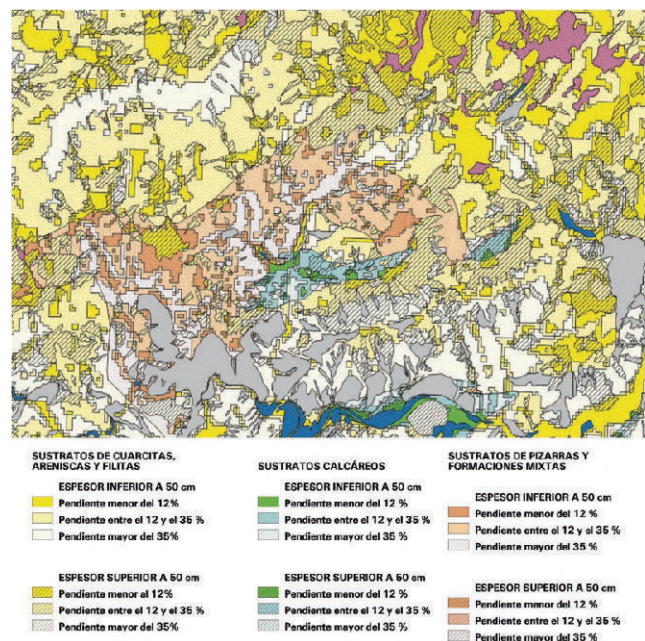 SUSTRATOS DE CUARCITAS,
ARENISCAS Y FILITAS
ESPESOR INFERIOR A 50 cm
Pendiente menor del 12%
Pendiente entre el 12 y el 35 %
Pendiente mayor del 35%
ESPESOR SUPERIOR A 50 cm
Pendiente menor al 12%
Pendiente entre el 12 y el 35 %
Pendiente mayor del 35%
SUSTRATOS CALCÁREOS
ESPESOR INFERIOR A 50 cm
Pendiente menor del 12 %
Pendiente entre el 12 y el 35 %
Pendiente mayor del 35 %
ESPESOR SUPERIOR A 50 cm
Pendiente menor del 12 %
Pendiente entre el 12 y el 35 %
Pendiente mayor del 35 %
SUSTRATOS DE PIZARRAS Y
FORMACIONES MIXTAS
ESPESOR INFERIOR A 50 cm
Pendiente menor del 12 %
Pendiente entre el 12 y el 35 %
Pendiente mayor del 35 %
ESPESOR SUPERIOR A 50 cm
Pendiente menor del 12 %
Pendiente entre el 12 y el 35 %
Pendiente mayor del 35 %